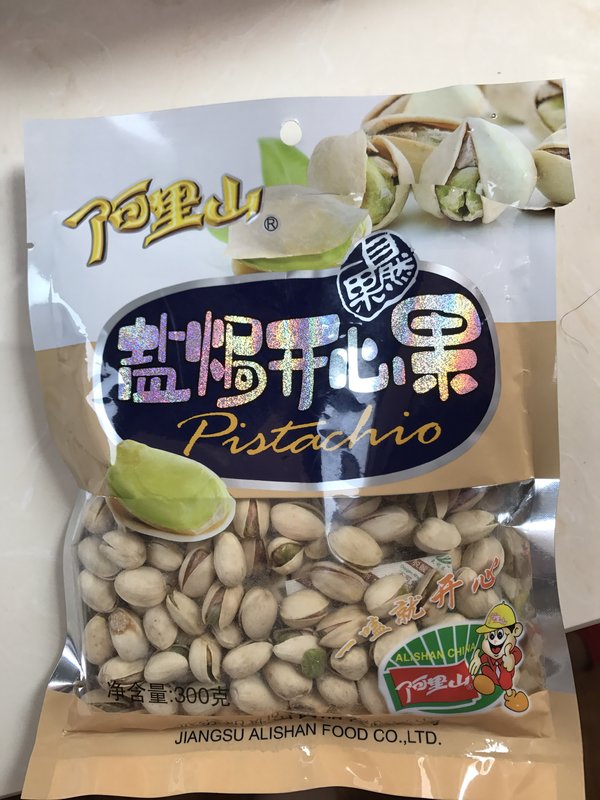 阿里山®
自然果
盐焗开心果
Pistachio
一嗑就开心
ALISHAN CHINA
阿里山
净含量:300克
JIANGSU ALISHAN FOOD CO.,LTD.